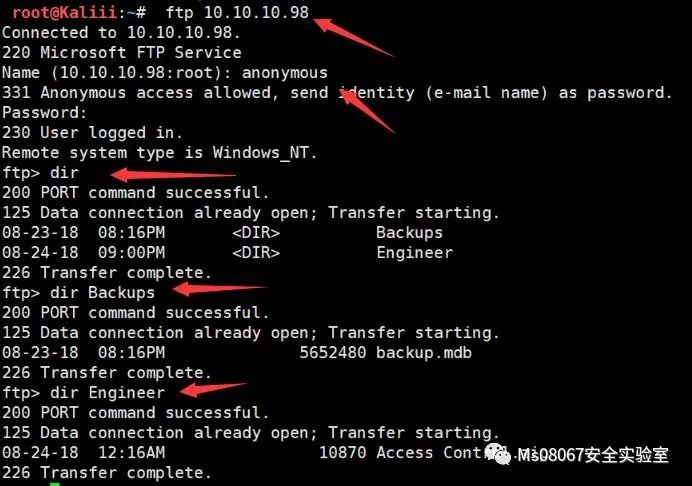 root@Kaliii:~#  ftp 10.10.10.98
Connected to 10.10.10.98.
220 Microsoft FTP Service
Name (10.10.10.98:root): anonymous
331 Anonymous access allowed, send identity (e-mail name) as password.
Password:
230 User logged in.
Remote system type is Windows_NT.
ftp> dir
200 PORT command successful.
125 Data connection already open; Transfer starting.
08-23-18  08:16PM       <DIR>          Backups
08-24-18  09:00PM       <DIR>          Engineer
226 Transfer complete.
ftp> dir Backups
200 PORT command successful.
125 Data connection already open; Transfer starting.
08-23-18  08:16PM              5652480 backup.mdb
226 Transfer complete.
ftp> dir Engineer
200 PORT command successful.
125 Data connection already open; Transfer starting.
08-24-18  12:16AM                10870 Access
Ms08067安全实验室
226 Transfer complete.